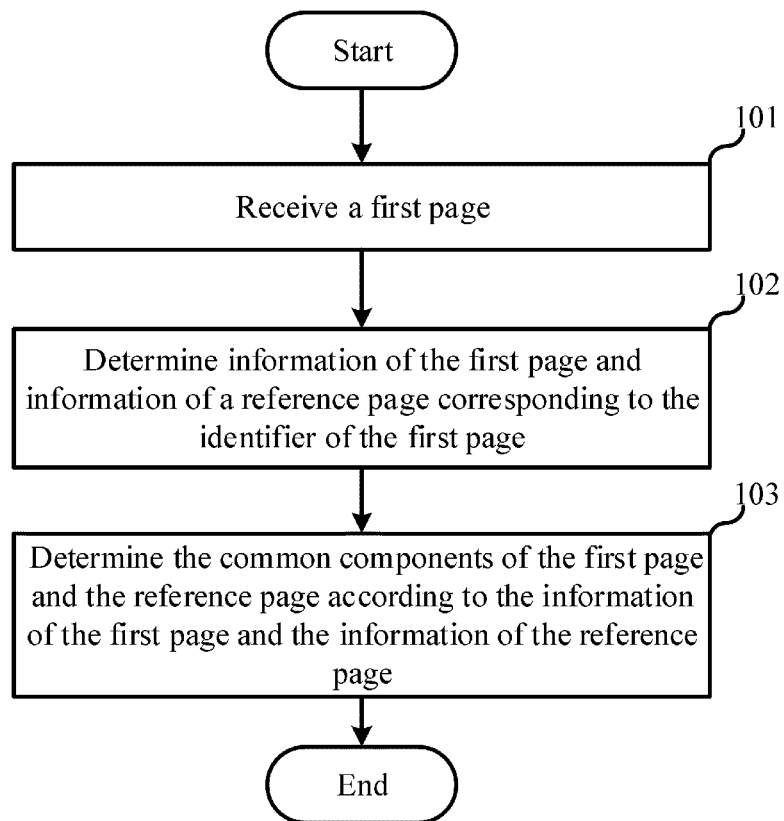 Start
101
Receive a first page
102
Determine information of the first page and
information of a reference page corresponding to the
identifier of the first page
103
Determine the common components of the first page
and the reference page according to the information
of the first page and the information of the reference
page
End